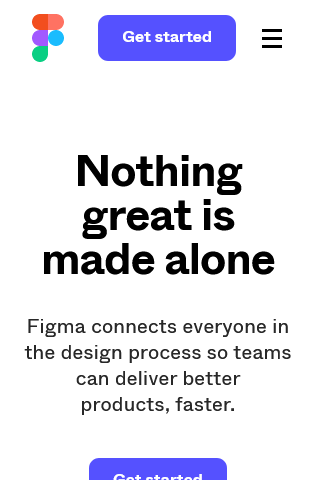 Get started
Nothing
great is
made alone
Figma connects everyone in
the design process so teams
can deliver better
products, faster.
Get started